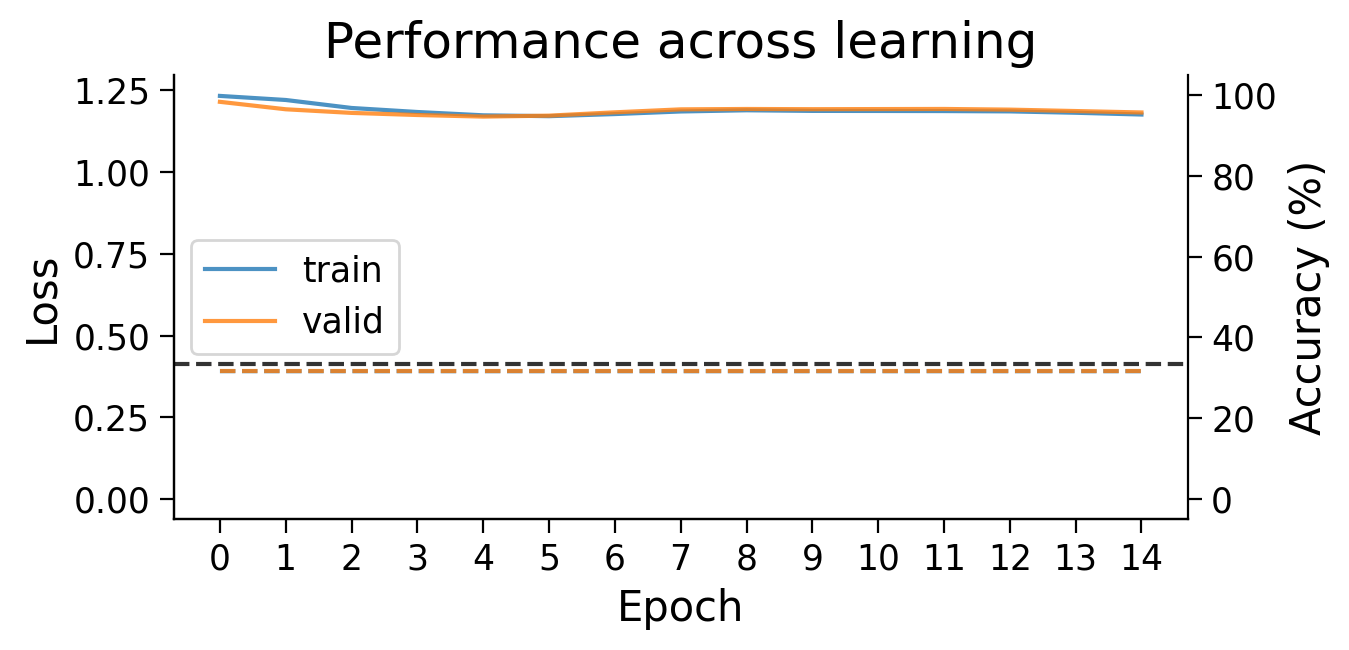 Performance across learning
1.25
1.00
0.75
0.50
0.25
0.00
Loss
train
valid
100
80
60
40
20
0
Accuracy (%)
0 1 2 3 4 5 6 7 8 9 10 11 12 13 14
Epoch